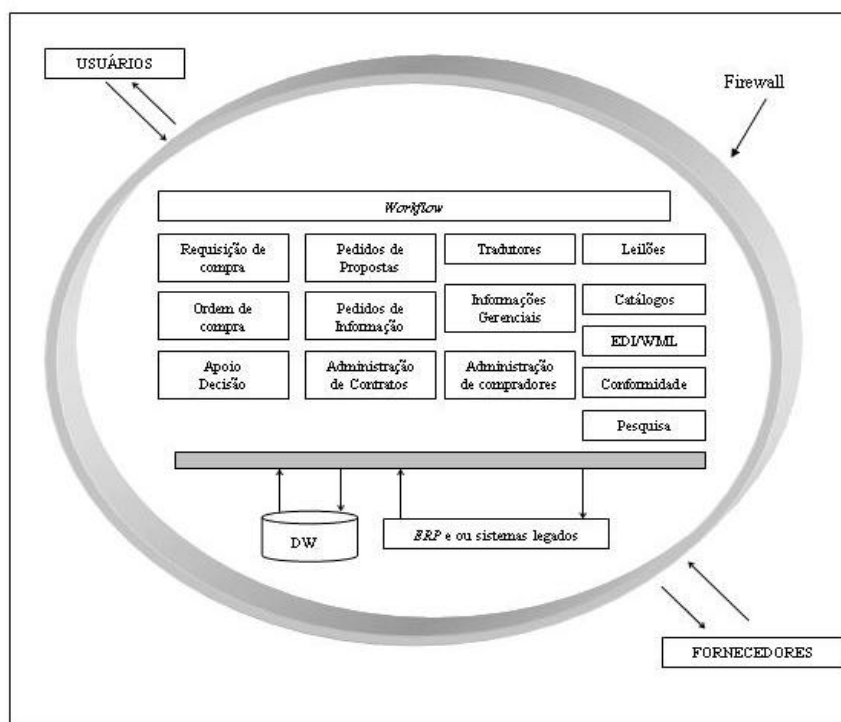 USUÁRIOS
Firewall
Workflow
Requisição de
compra
Pedidos de
Propostas
Tradutores
Leilões
Ordem de
compra
Pedidos de
Informação
Informações
Gerenciais
Catálogos
EDI/WML
Apoio
Decisão
Administração
de Contratos
Administração
de compradores
Conformidade
Pesquisa
DW
ERP e ou sistemas legados
FORNECEDORES